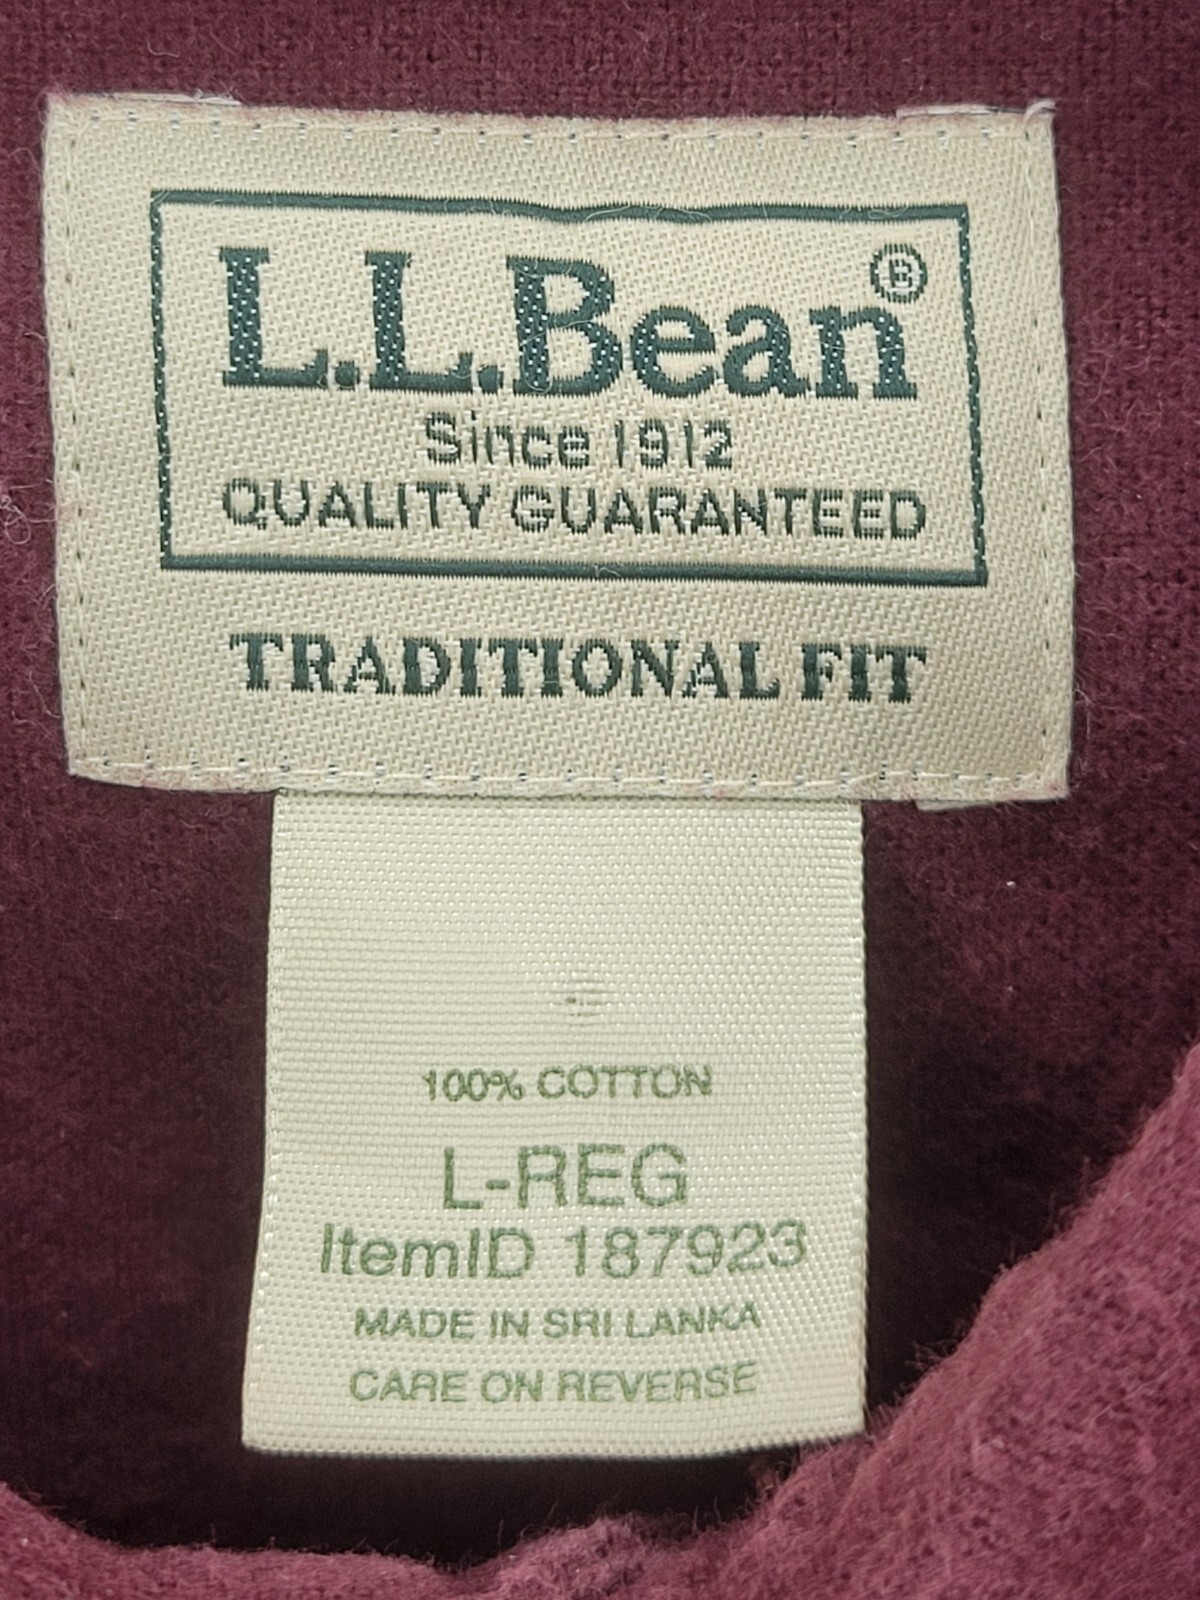 L.L.Bean®
Since 1912
QUALITY GUARANTEED
TRADITIONAL FIT
100% COTTON
L-REG
ItemID 187923
MADE IN SRI LANKA
CARE ON REVERSE